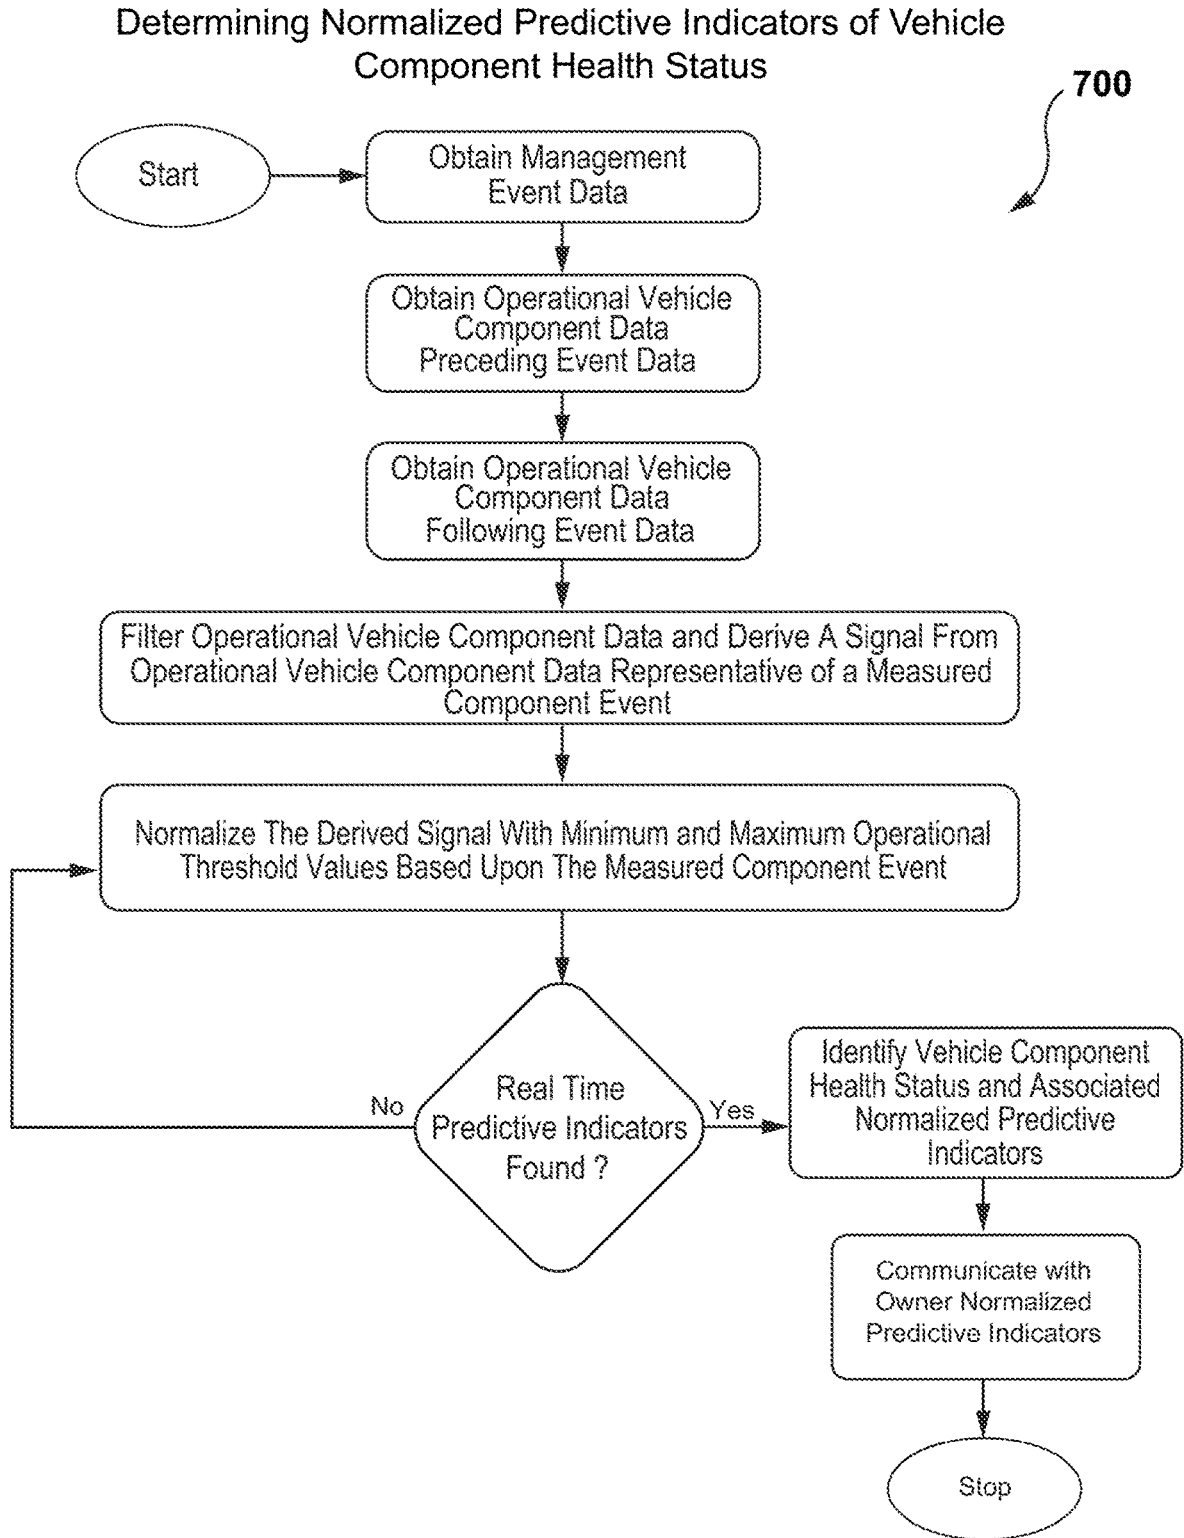 Determining Normalized Predictive Indicators of Vehicle
Component Health Status
700
Start
Obtain Management
Event Data
Obtain Operational Vehicle
Component Data
Preceding Event Data
Obtain Operational Vehicle
Component Data
Following Event Data
Filter Operational Vehicle Component Data and Derive A Signal From
Operational Vehicle Component Data Representative of a Measured
Component Event
Normalize The Derived Signal With Minimum and Maximum Operational
Threshold Values Based Upon The Measured Component Event
Real Time
Predictive Indicators
Found ?
No
Yes
Identify Vehicle Component
Health Status and Associated
Normalized Predictive
Indicators
Communicate with
Owner Normalized
Predictive Indicators
Stop